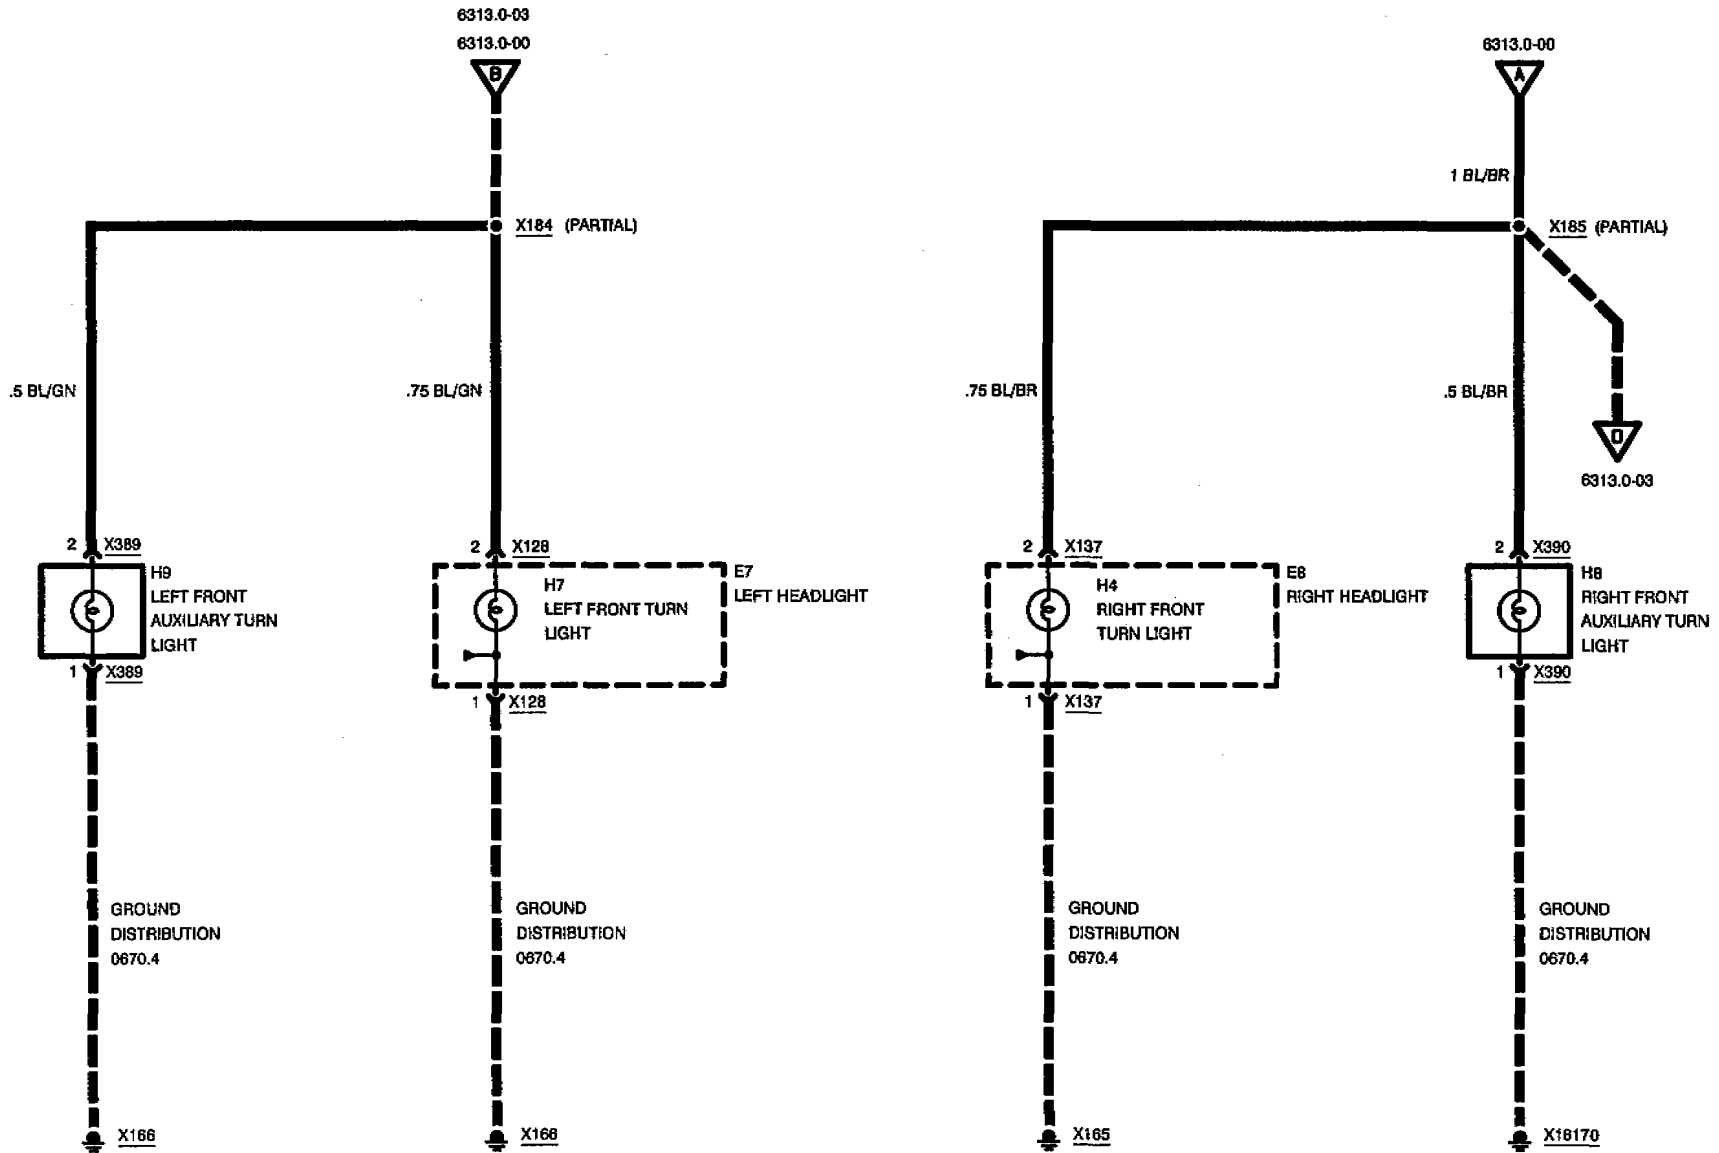 6313.0-03
6313.0-00
B
6313.0-00
A
1 BL/BR
X184 (PARTIAL)
X185 (PARTIAL)
.5 BL/GN
.75 BL/GN
.75 BL/BR
.5 BL/BR
D
6313.0-03
2 X389
2 X128
2 X137
2 X390
H9
LEFT FRONT
AUXILIARY TURN
LIGHT
H7
LEFT FRONT TURN
LIGHT
E7
LEFT HEADLIGHT
H4
RIGHT FRONT
TURN LIGHT
E8
RIGHT HEADLIGHT
H8
RIGHT FRONT
AUXILIARY TURN
LIGHT
1 X389
1 X128
1 X137
1 X390
GROUND
DISTRIBUTION
0670.4
GROUND
DISTRIBUTION
0670.4
GROUND
DISTRIBUTION
0670.4
GROUND
DISTRIBUTION
0670.4
X166
X166
X165
X16170